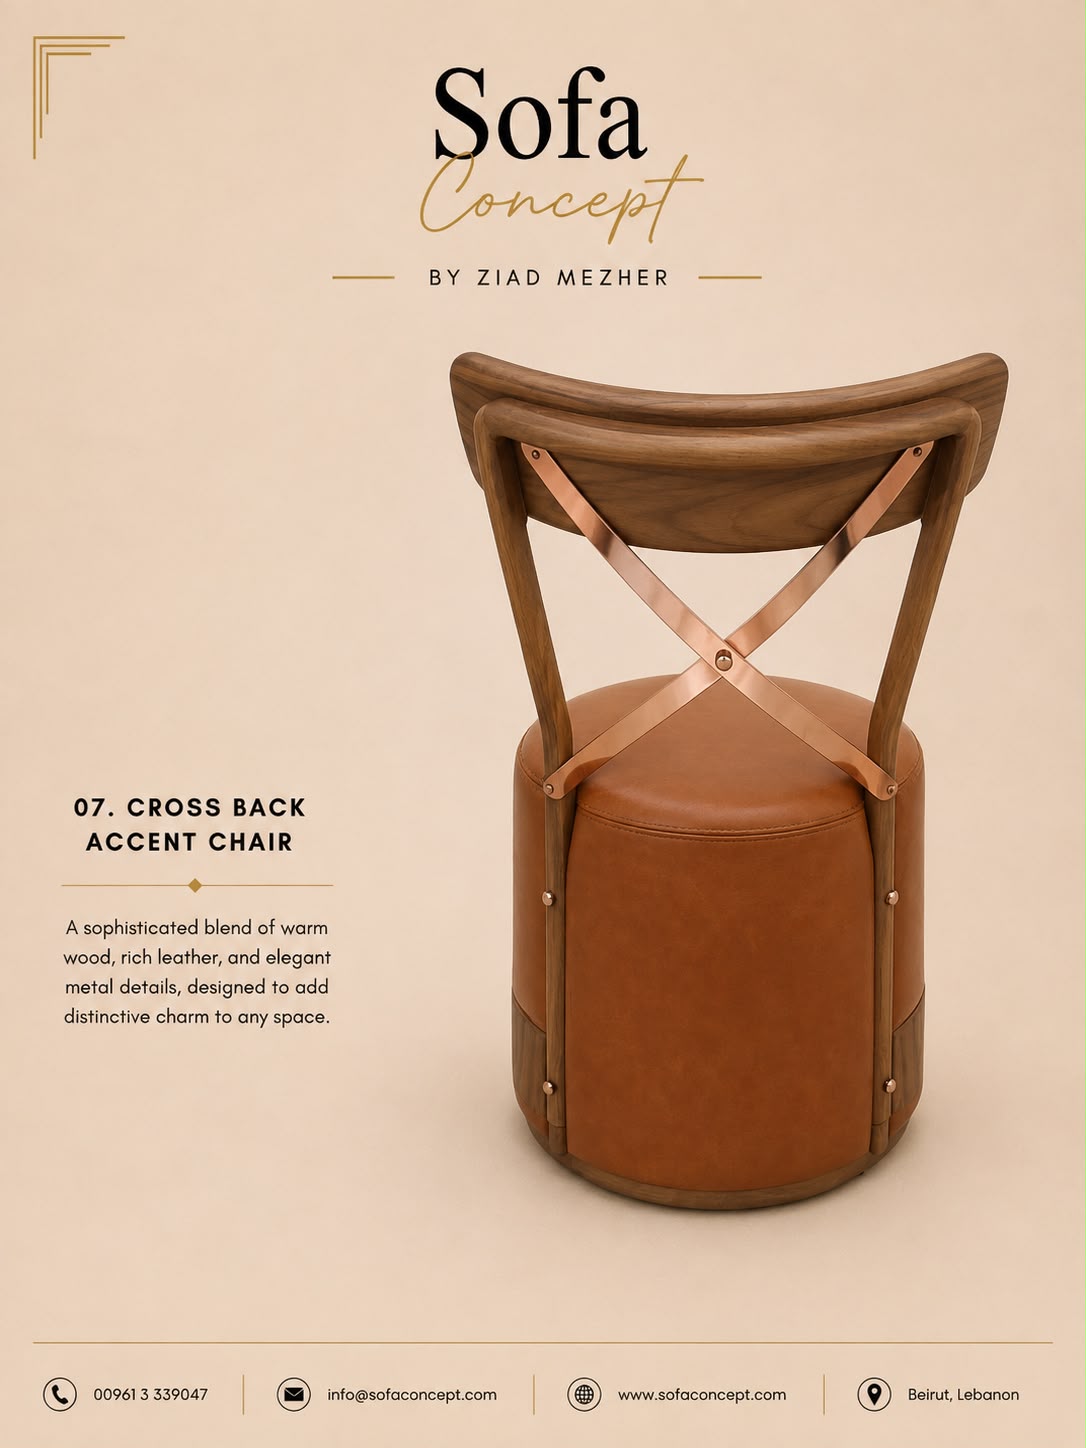 Sofa
Concept
BY ZIAD MEZHER
07. CROSS BACK
ACCENT CHAIR
A sophisticated blend of warm
wood, rich leather, and elegant
metal details, designed to add
distinctive charm to any space.
00961 3 339047
info@sofaconcept.com
www.sofaconcept.com
Beirut, Lebanon